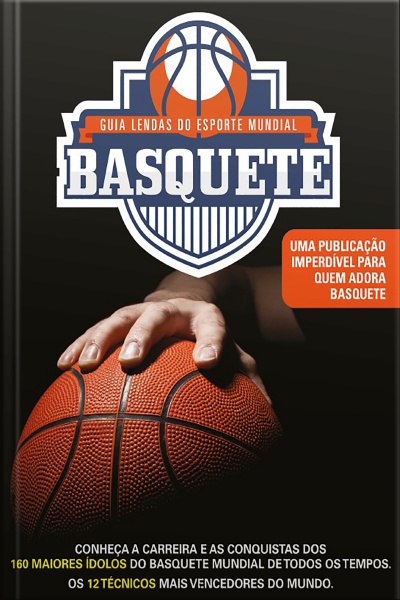 GUIA LENDAS DO ESPORTE MUNDIAL
BASQUETE
UMA PUBLICAÇÃO
IMPERDÍVEL PARA
QUEM ADORA
BASQUETE
CONHEÇA A CARREIRA E AS CONQUISTAS DOS
160 MAIORES ÍDOLOS DO BASQUETE MUNDIAL DE TODOS OS TEMPOS.
OS 12 TÉCNICOS MAIS VENCEDORES DO MUNDO.